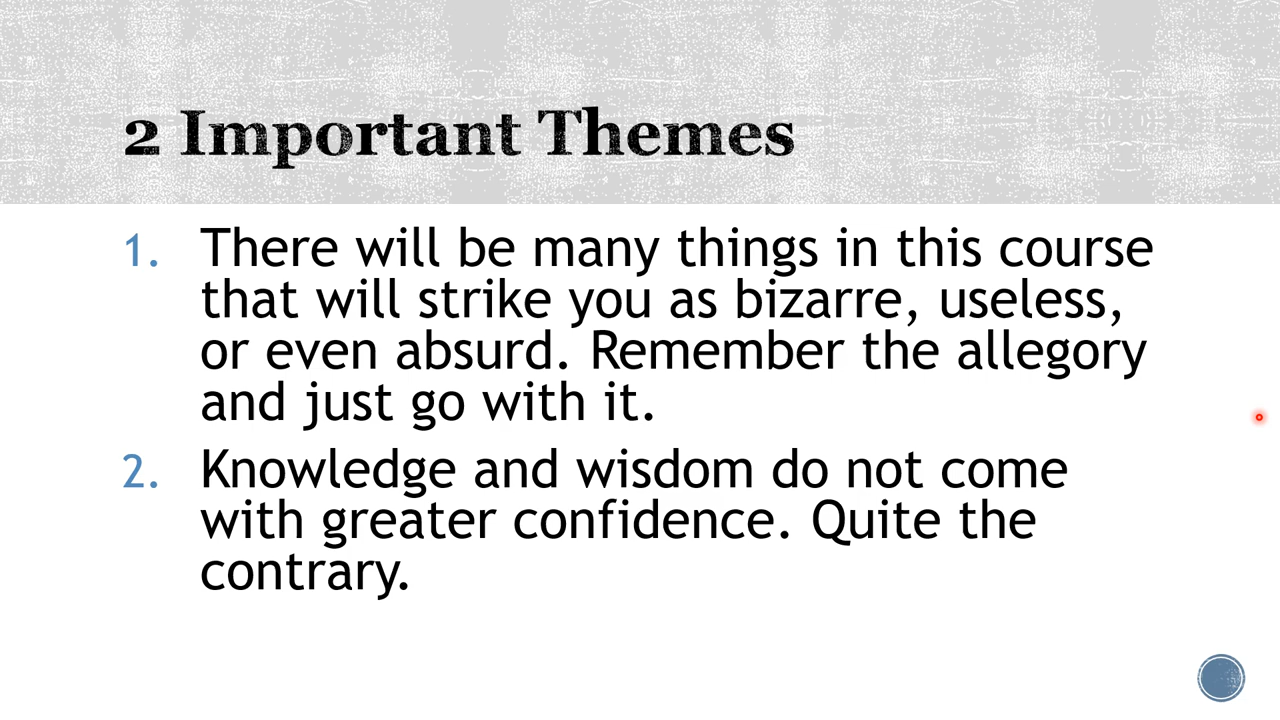 2 Important Themes
1. There will be many things in this course
that will strike you as bizarre, useless,
or even absurd. Remember the allegory
and just go with it.
2. Knowledge and wisdom do not come
with greater confidence. Quite the
contrary.